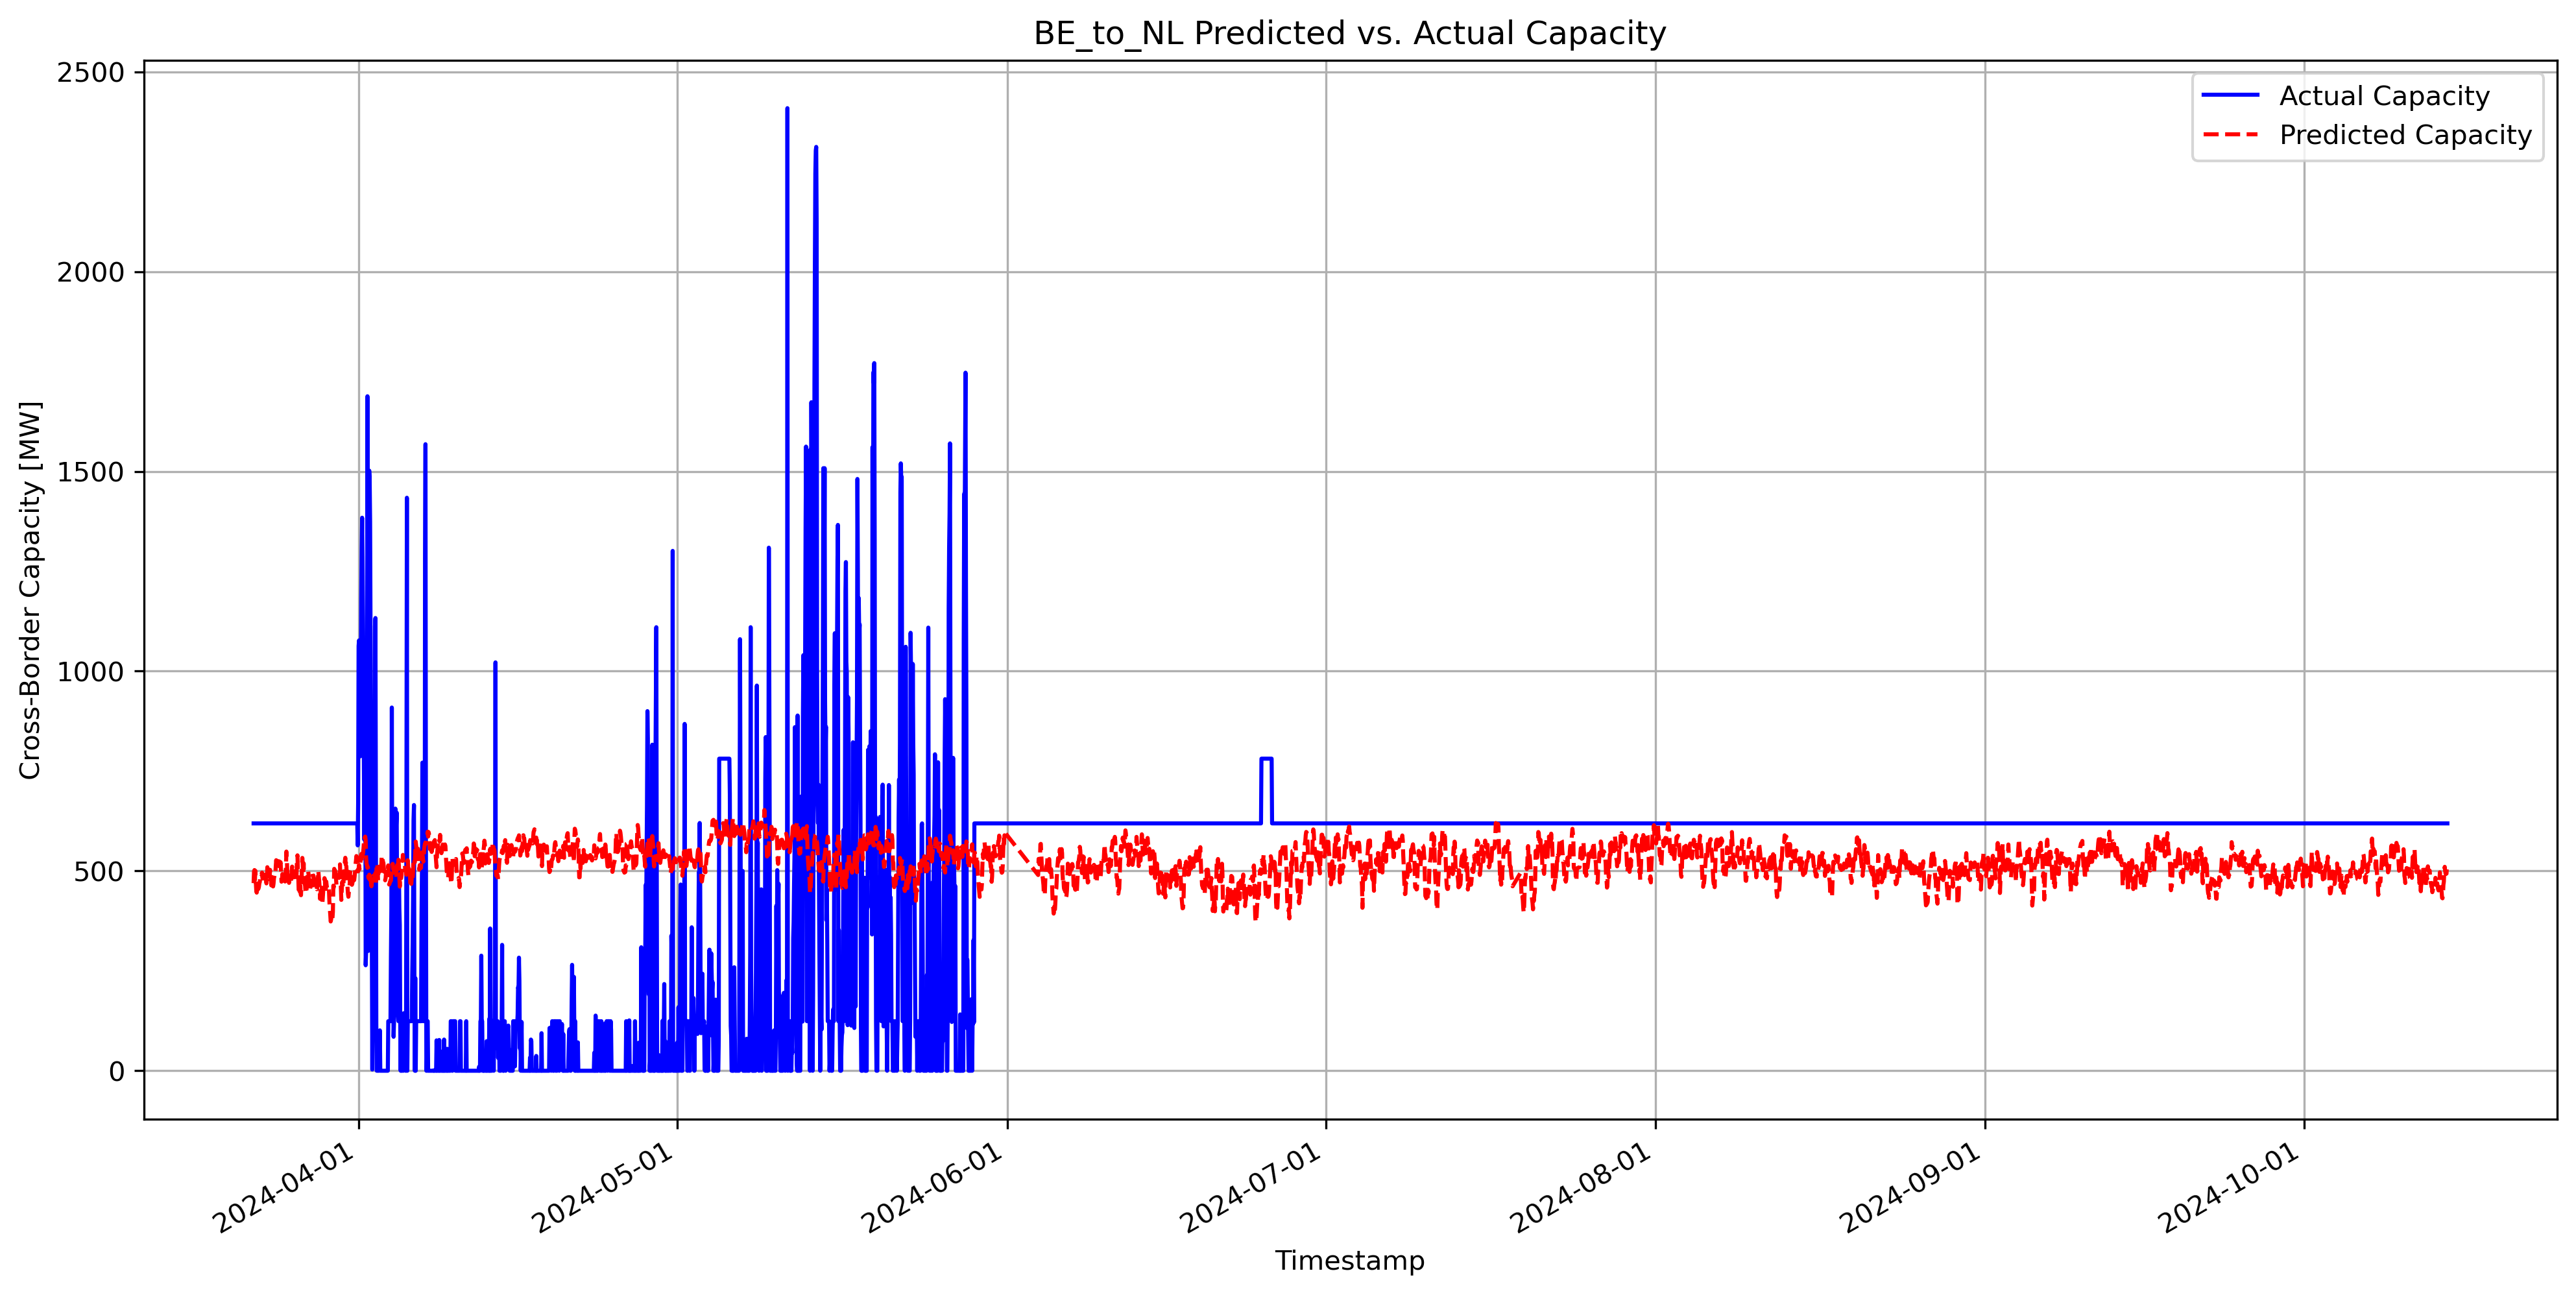 BE_to_NL Predicted vs. Actual Capacity
Actual Capacity
Predicted Capacity
Cross-Border Capacity [MW]
2500
2000
1500
1000
500
0
2024-04-01
2024-05-01
2024-06-01
2024-07-01
2024-08-01
2024-09-01
2024-10-01
Timestamp